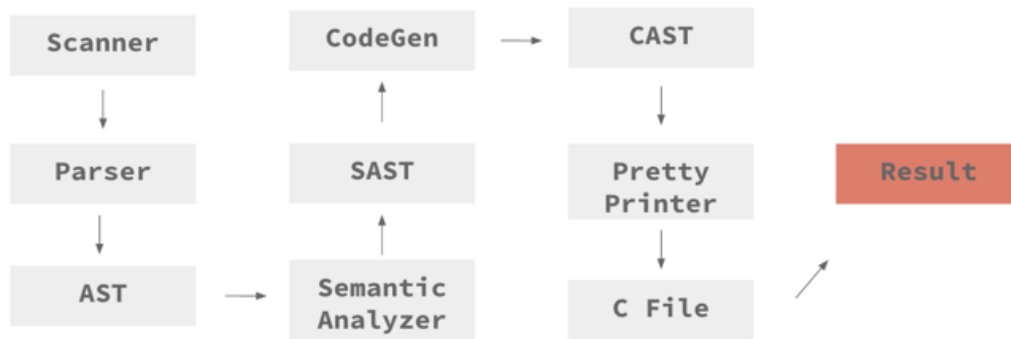 Scanner
Parser
AST
Semantic
Analyzer
SAST
CodeGen
CAST
Pretty
Printer
C File
Result